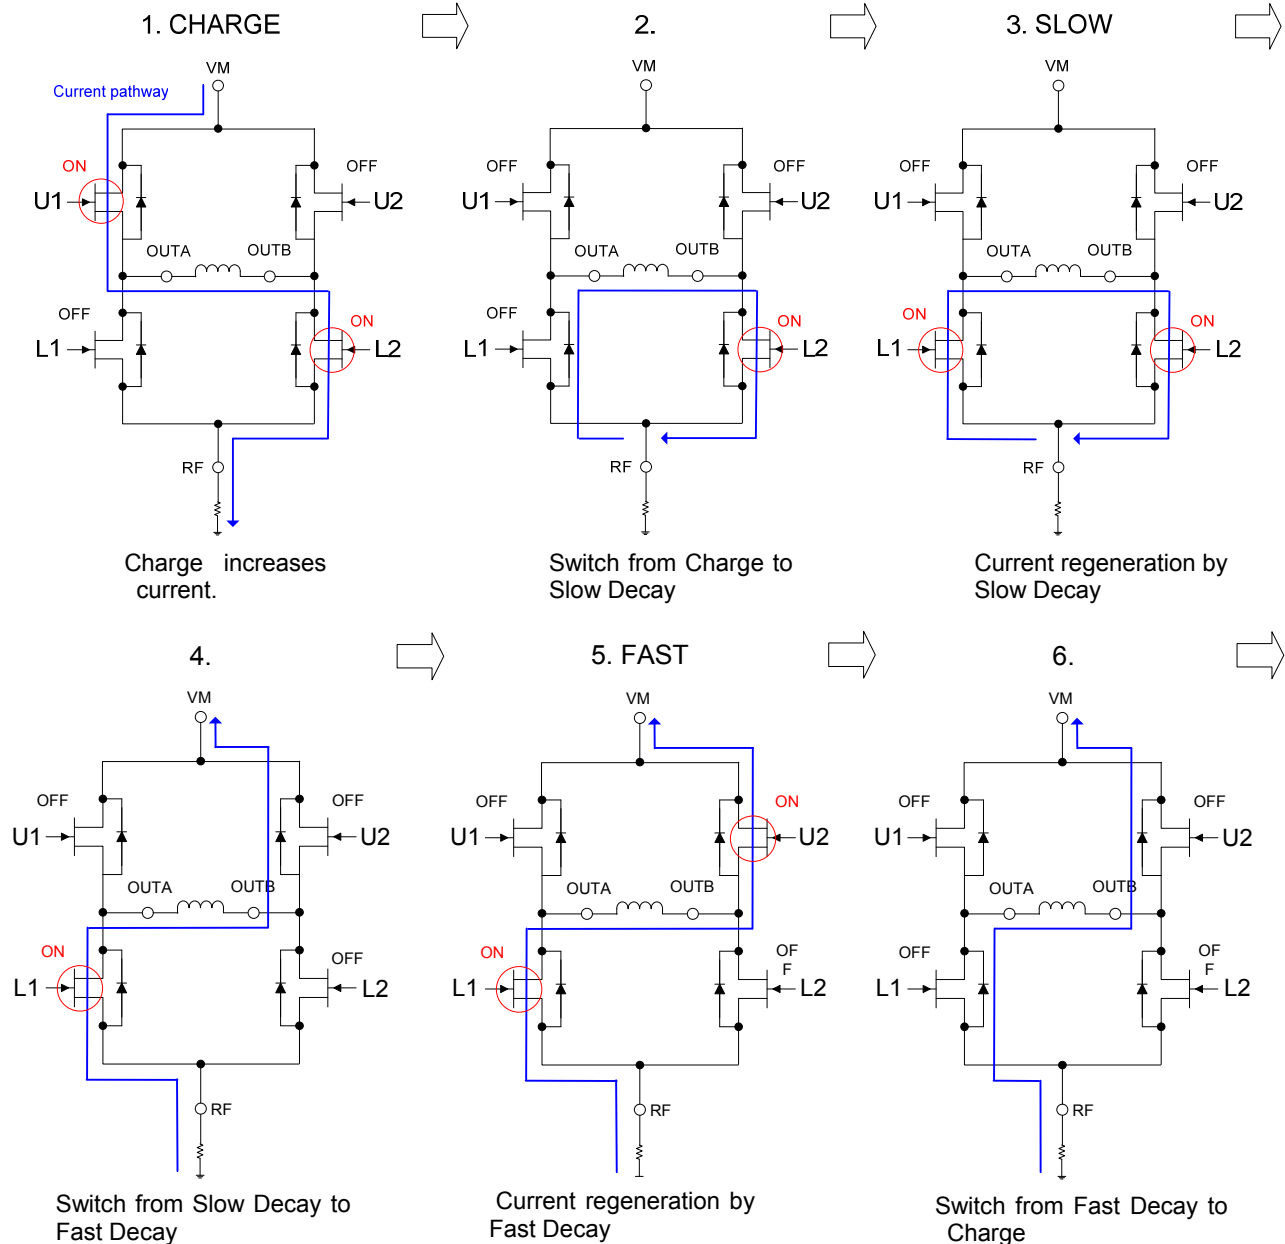 1. CHARGE
2.
3. SLOW
VM
Current pathway
ON
OFF
U1
U2
OUTA
OUTB
OFF
ON
L1
L2
RF
Charge increases
current.
VM
OFF
OFF
U1
U2
OUTA
OUTB
OFF
ON
L1
L2
RF
Switch from Charge to
Slow Decay
VM
OFF
OFF
U1
U2
OUTA
OUTB
ON
ON
L1
L2
RF
Current regeneration by
Slow Decay
4.
5. FAST
6.
VM
OFF
OFF
U1
U2
OUTA
OUTB
ON
OFF
L1
L2
RF
Switch from Slow Decay to
Fast Decay
VM
OFF
ON
U1
U2
OUTA
OUTB
ON
OF
F
L1
L2
RF
Current regeneration by
Fast Decay
VM
OFF
OFF
U1
U2
OUTA
OUTB
OFF
OF
F
L1
L2
RF
Switch from Fast Decay to
Charge